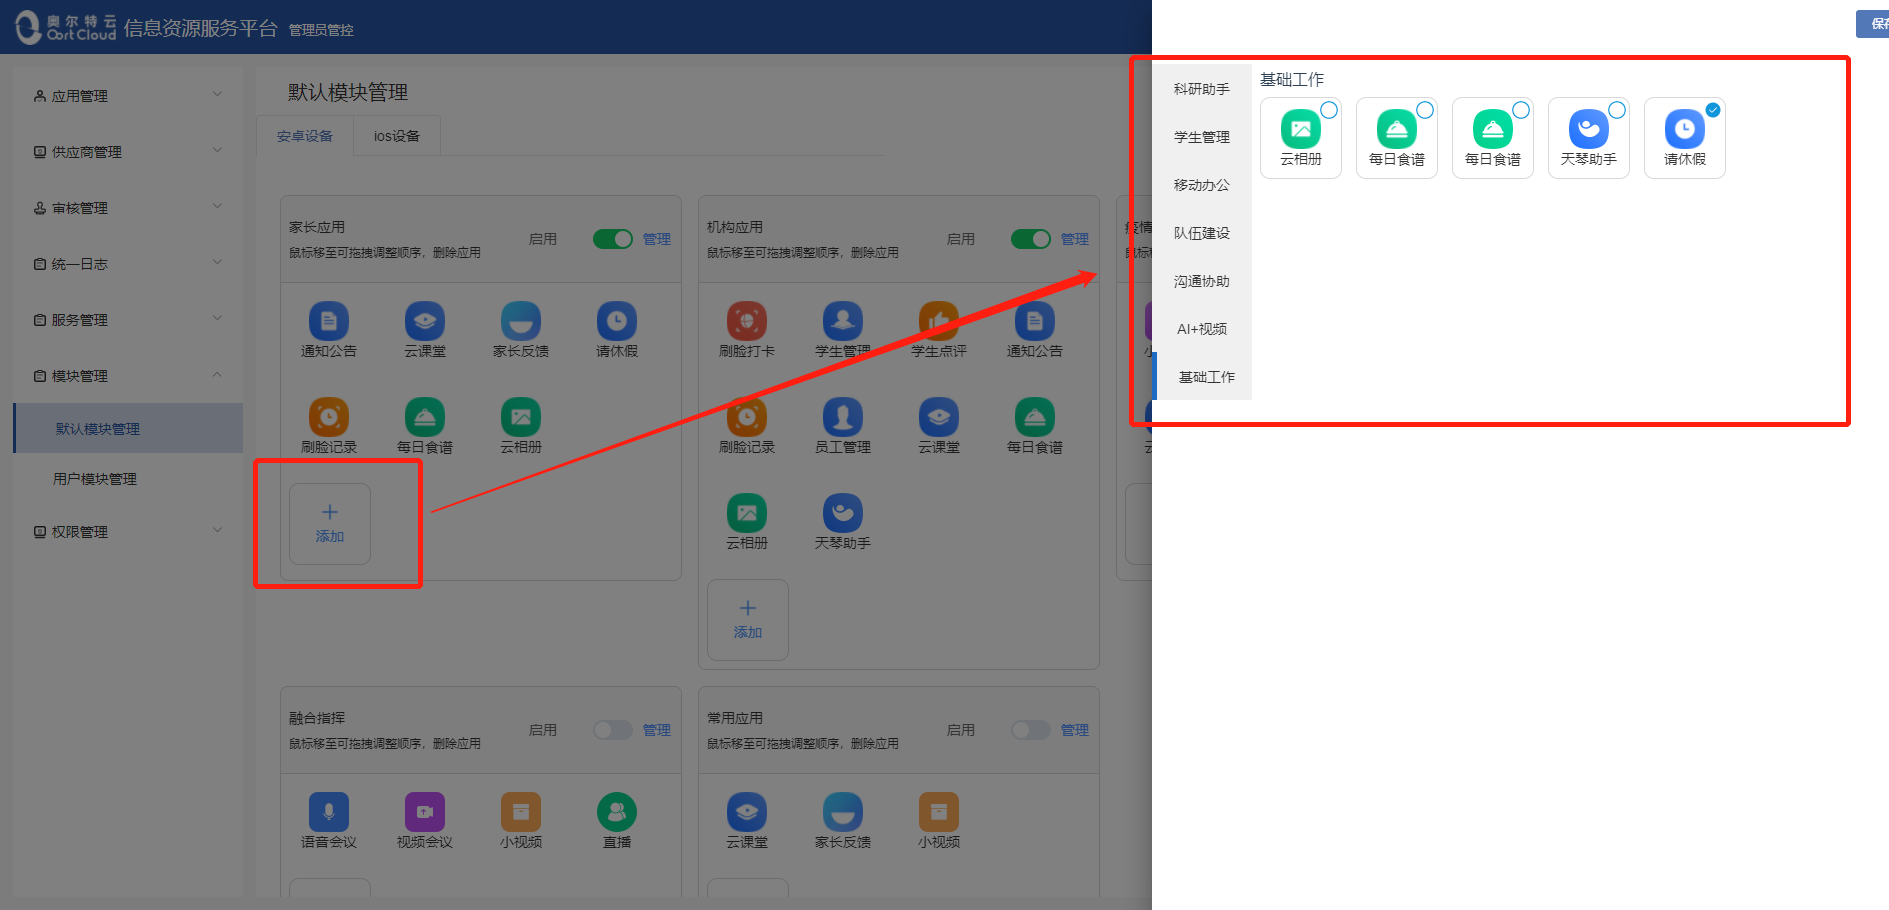 奥尔特云
OortCloud
信息资源服务平台 管理员管控
应用管理
供应商管理
审核管理
统一日志
服务管理
模块管理
默认模块管理
用户模块管理
权限管理
默认模块管理
安卓设备 ios设备
家长应用
鼠标移至可拖拽调整顺序，删除应用
启用 管理
通知公告 云课堂 家长反馈 请休假
刷脸记录 每日食谱 云相册
添加
机构应用
鼠标移至可拖拽调整顺序，删除应用
启用 管理
刷脸打卡 学生管理 学生点评 通知公告
刷脸记录 员工管理 云课堂 每日食谱
云相册 天琴助手
添加
疫情
鼠标移
小
云
融合指挥
鼠标移至可拖拽调整顺序，删除应用
启用 管理
语音会议 视频会议 小视频 直播
常用应用
鼠标移至可拖拽调整顺序，删除应用
启用 管理
云课堂 家长反馈 小视频
保存
科研助手
学生管理
移动办公
队伍建设
沟通协助
AI+视频
基础工作
基础工作
云相册 每日食谱 每日食谱 天琴助手 请休假